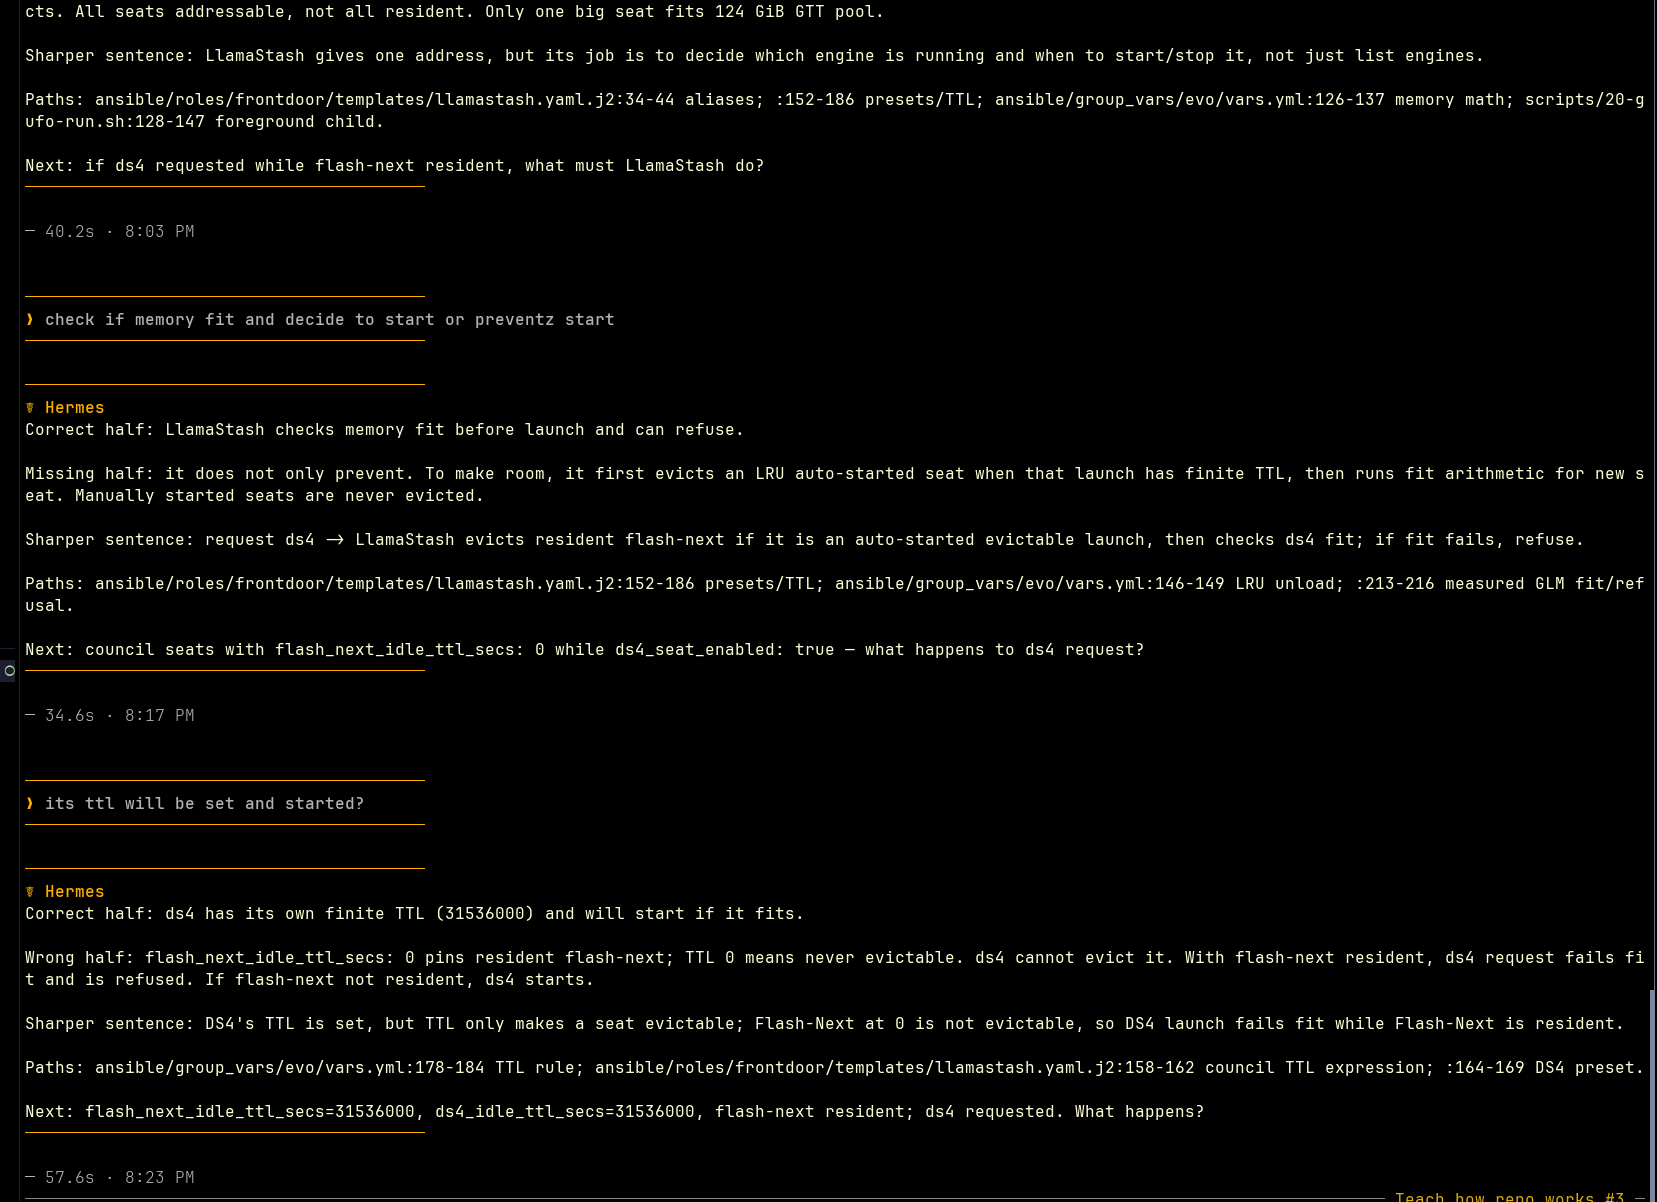 cts. All seats addressable, not all resident. Only one big seat fits 124 GiB GTT pool.
Sharper sentence: LlamaStash gives one address, but its job is to decide which engine is running and when to start/stop it, not just list engines.
Paths: ansible/roles/frontdoor/templates/llamastash.yaml.j2:34-44 aliases; :152-186 presets/TTL; ansible/group_vars/evo/vars.yml:126-137 memory math; scripts/20-g
ufo-run.sh:128-147 foreground child.
Next: if ds4 requested while flash-next resident, what must LlamaStash do?
— 40.2s · 8:03 PM
❯ check if memory fit and decide to start or preventz start
Hermes
Correct half: LlamaStash checks memory fit before launch and can refuse.
Missing half: it does not only prevent. To make room, it first evicts an LRU auto-started seat when that launch has finite TTL, then runs fit arithmetic for new s
eat. Manually started seats are never evicted.
Sharper sentence: request ds4 → LlamaStash evicts resident flash-next if it is an auto-started evictable launch, then checks ds4 fit; if fit fails, refuse.
Paths: ansible/roles/frontdoor/templates/llamastash.yaml.j2:152-186 presets/TTL; ansible/group_vars/evo/vars.yml:146-149 LRU unload; :213-216 measured GLM fit/ref
usal.
Next: council seats with flash_next_idle_ttl_secs: 0 while ds4_seat_enabled: true — what happens to ds4 request?
— 34.6s · 8:17 PM
❯ its ttl will be set and started?
Hermes
Correct half: ds4 has its own finite TTL (31536000) and will start if it fits.
Wrong half: flash_next_idle_ttl_secs: 0 pins resident flash-next; TTL 0 means never evictable. ds4 cannot evict it. With flash-next resident, ds4 request fails fi
t and is refused. If flash-next not resident, ds4 starts.
Sharper sentence: DS4's TTL is set, but TTL only makes a seat evictable; Flash-Next at 0 is not evictable, so DS4 launch fails fit while Flash-Next is resident.
Paths: ansible/group_vars/evo/vars.yml:178-184 TTL rule; ansible/roles/frontdoor/templates/llamastash.yaml.j2:158-162 council TTL expression; :164-169 DS4 preset.
Next: flash_next_idle_ttl_secs=31536000, ds4_idle_ttl_secs=31536000, flash-next resident; ds4 requested. What happens?
— 57.6s · 8:23 PM
Teach how repo works #3